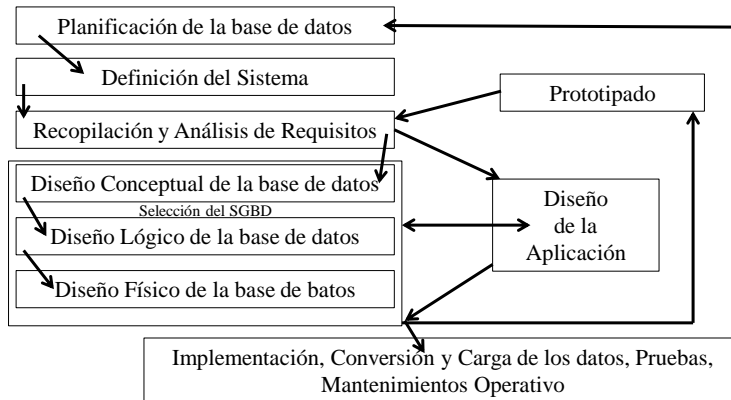 Planificación de la base de datos
Definición del Sistema
Prototipado
Recopilación y Análisis de Requisitos
Diseño Conceptual de la base de datos
Selección del SGBD
Diseño Lógico de la base de datos
Diseño
de la
Aplicación
Diseño Físico de la base de batos
Implementación, Conversión y Carga de los datos, Pruebas,
Mantenimientos Operativo